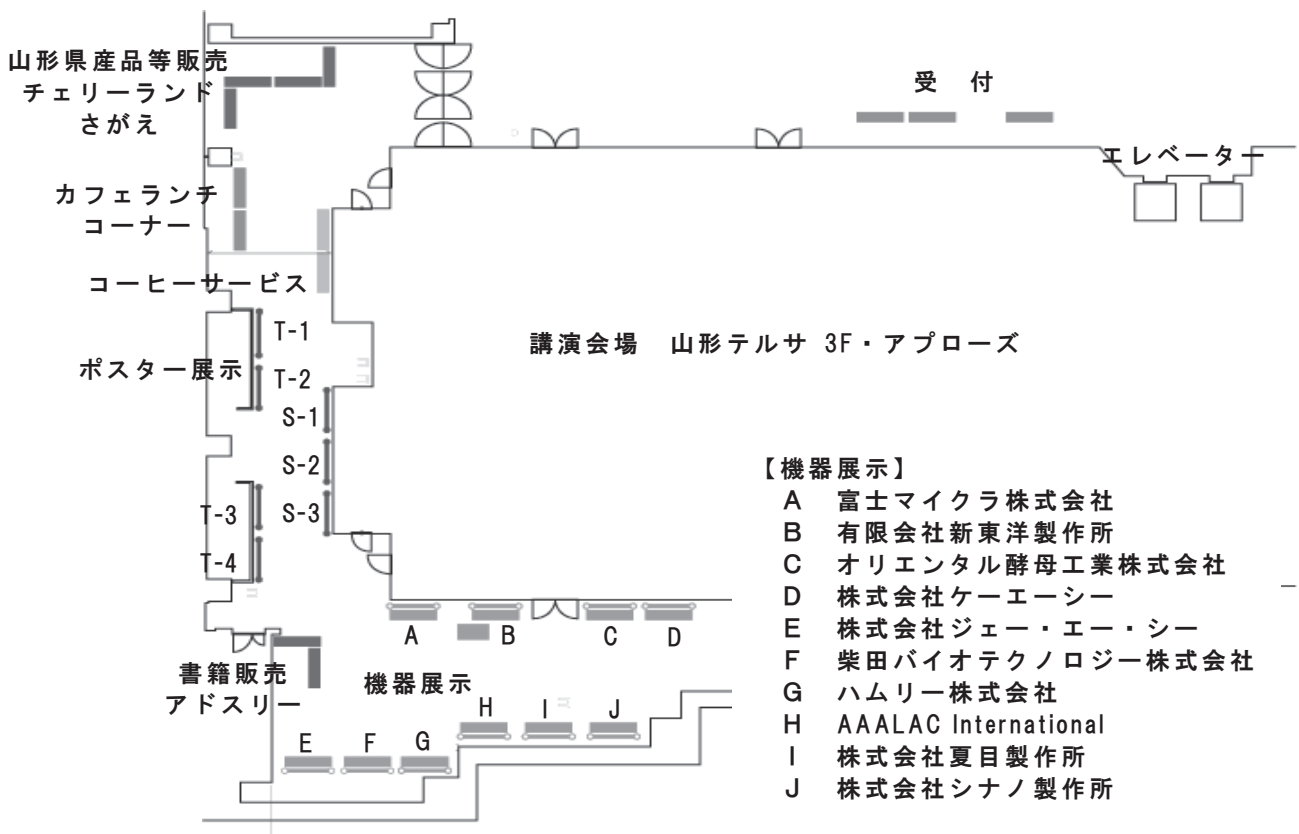 山形県産品等販売
チェリーランド
さがえ
受　付
エレベーター
カフェランチ
コーナー
コーヒーサービス
T-1
ポスター展示
T-2
S-1
S-2
S-3
T-3
T-4
講演会場　山形テルサ 3F・アプローズ
A
B
C
D
書籍販売
アドスリー
機器展示
H
I
J
E
F
G
【機器展示】
A　富士マイクラ株式会社
B　有限会社新東洋製作所
C　オリエンタル酵母工業株式会社
D　株式会社ケーエーシー
E　株式会社ジェー・エー・シー
F　柴田バイオテクノロジー株式会社
G　ハムリー株式会社
H　AAALAC International
I　株式会社夏目製作所
J　株式会社シナノ製作所